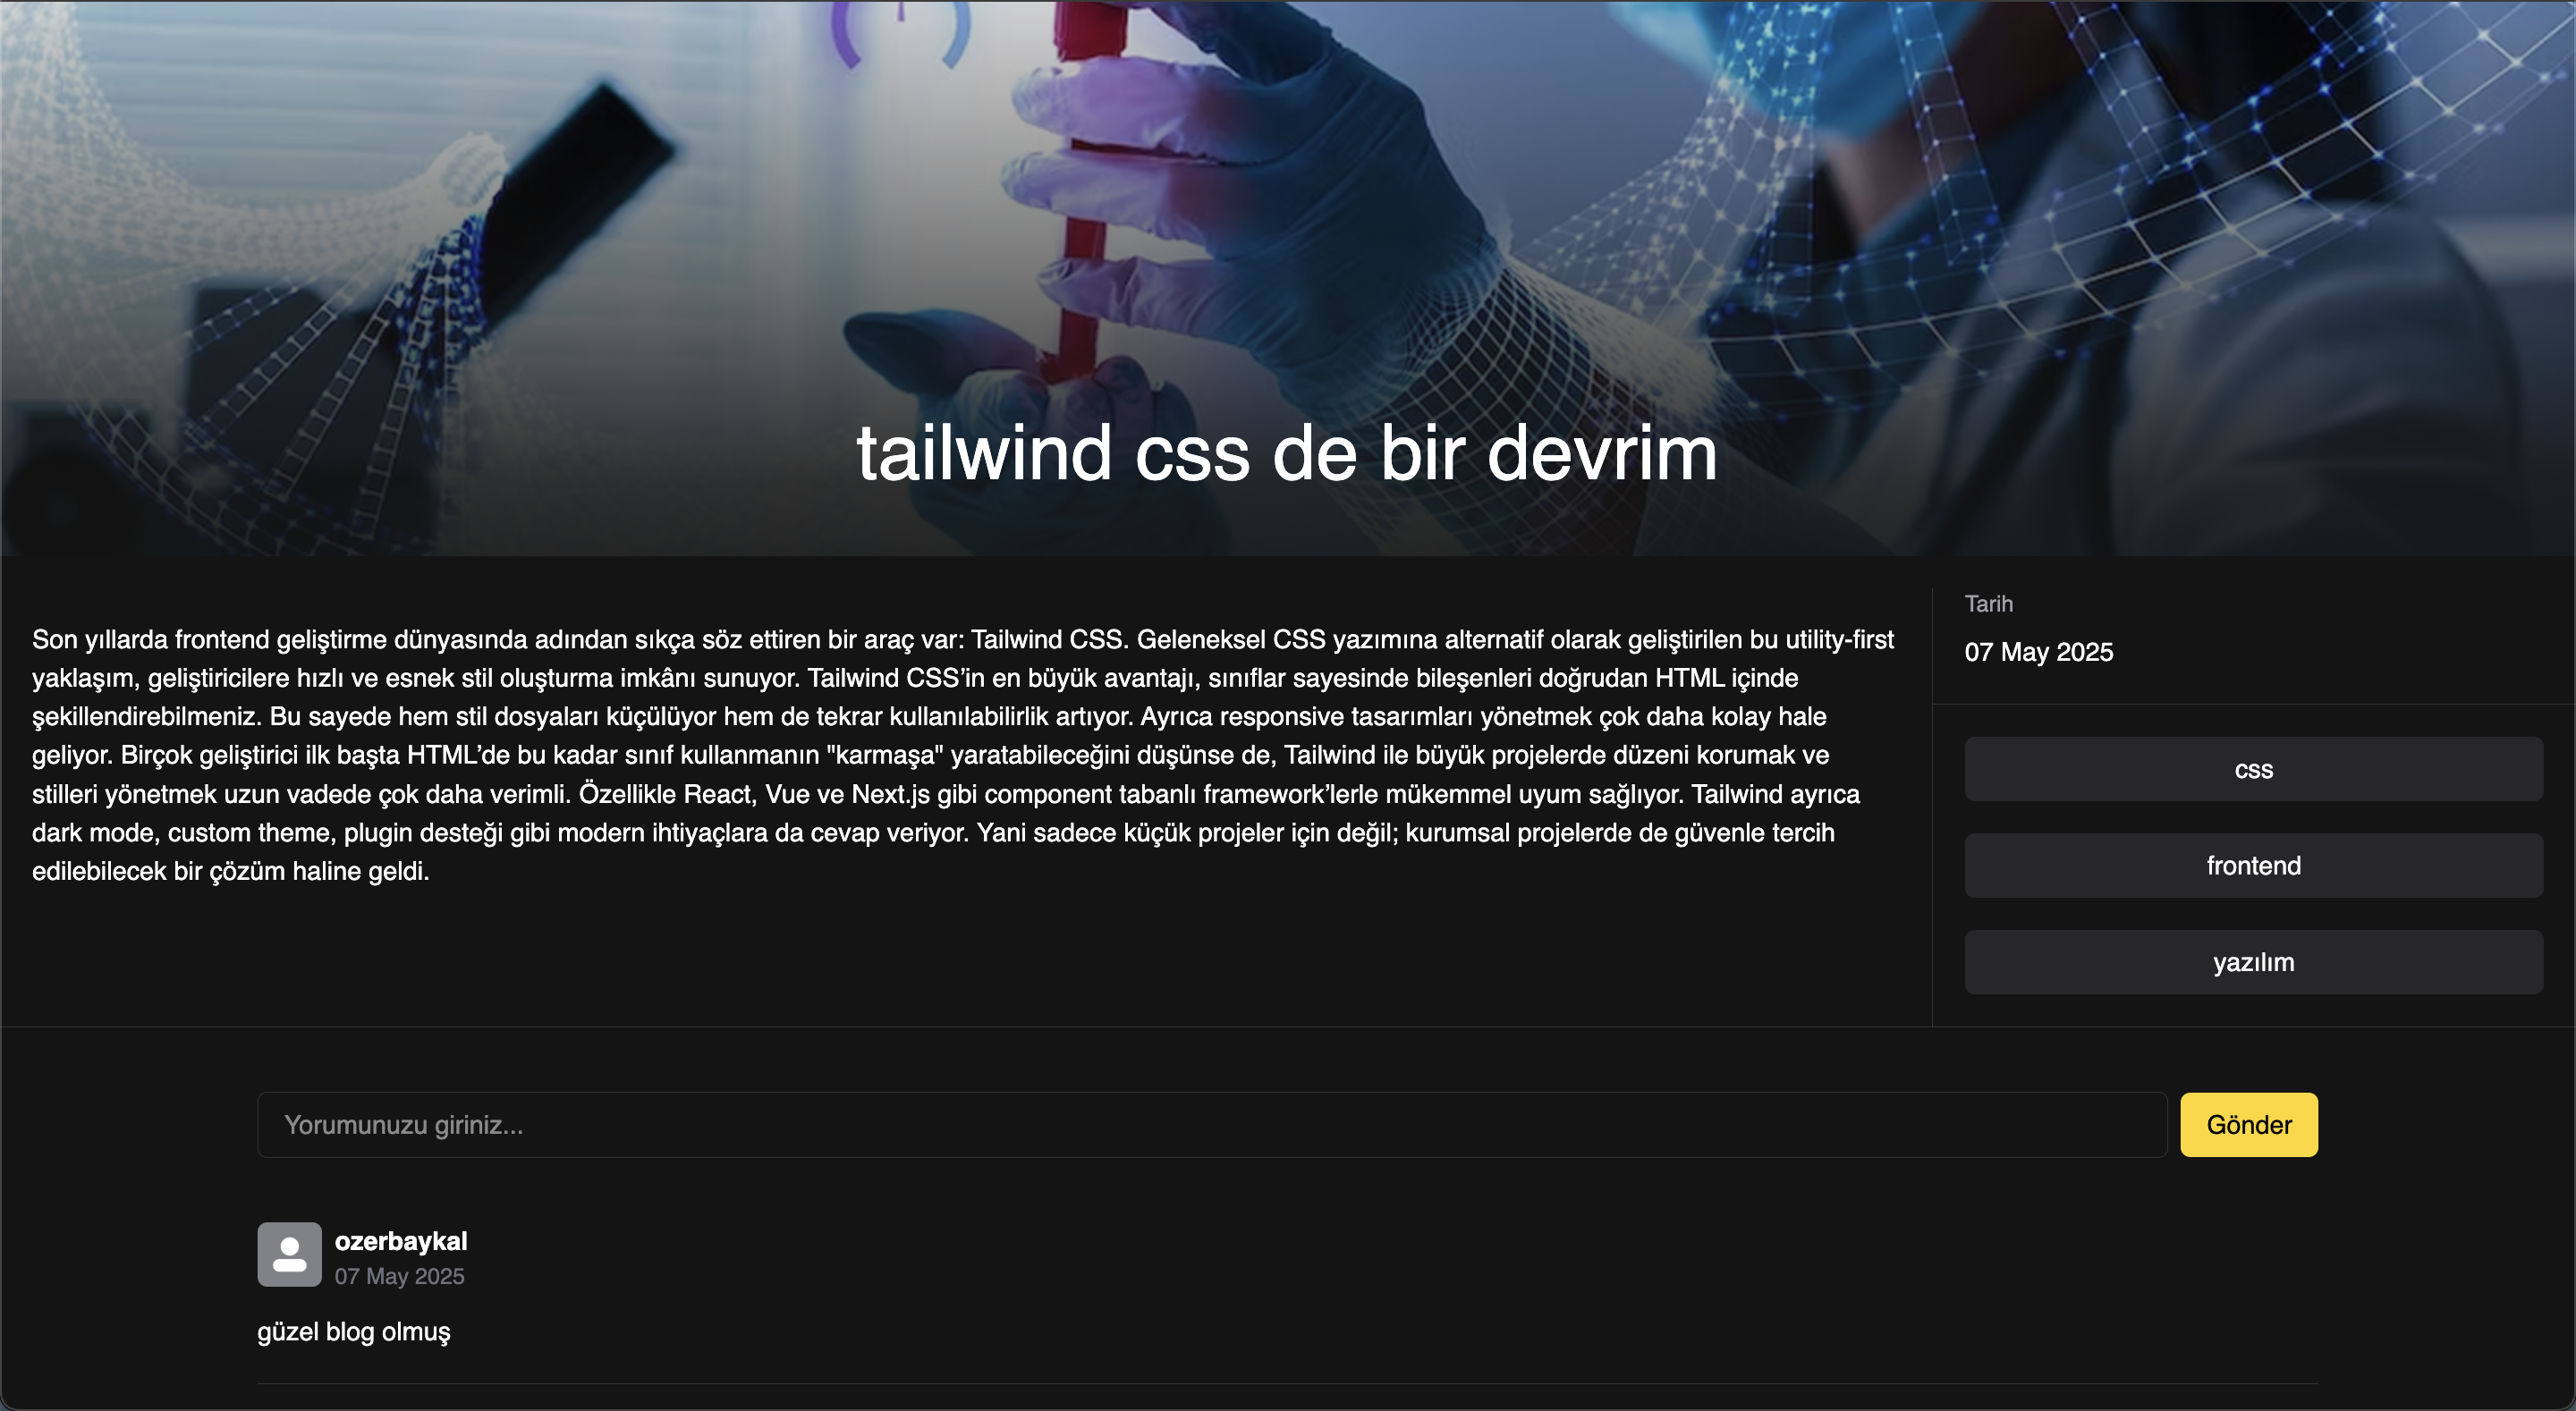 tailwind css de bir devrim
Son yıllarda frontend geliştirme dünyasında adından sıkça söz ettiren bir araç var: Tailwind CSS. Geleneksel CSS yazımına alternatif olarak geliştirilen bu utility-first
yaklaşım, geliştiricilere hızlı ve esnek stil oluşturma imkânı sunuyor. Tailwind CSS’in en büyük avantajı, sınıflar sayesinde bileşenleri doğrudan HTML içinde
şekillendirebilmeniz. Bu sayede hem stil dosyaları küçülüyor hem de tekrar kullanılabilirlik artıyor. Ayrıca responsive tasarımları yönetmek çok daha kolay hale
geliyor. Birçok geliştirici ilk başta HTML’de bu kadar sınıf kullanmanın "karmaşa" yaratabileceğini düşünse de, Tailwind ile büyük projelerde düzeni korumak ve
stilleri yönetmek uzun vadede çok daha verimli. Özellikle React, Vue ve Next.js gibi component tabanlı framework’lerle mükemmel uyum sağlıyor. Tailwind ayrıca
dark mode, custom theme, plugin desteği gibi modern ihtiyaçlara da cevap veriyor. Yani sadece küçük projeler için değil; kurumsal projelerde de güvenle tercih
edilebilecek bir çözüm haline geldi.
Tarih
07 May 2025
css
frontend
yazılım
Yorumunuzu giriniz...
Gönder
ozerbaykal
07 May 2025
güzel blog olmuş